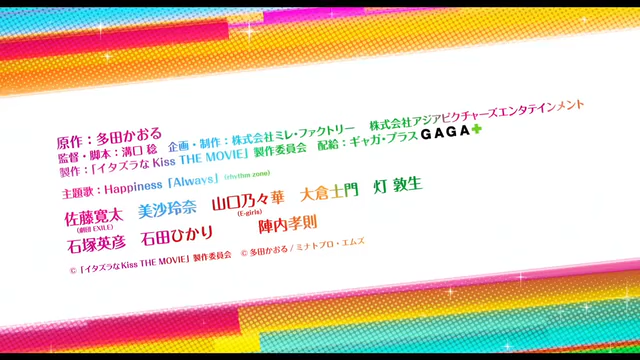 原作：多田かおる　企画・制作：株式会社ミレ・ファクトリー　株式会社アジアピクチャーズエンタテインメント
監督・脚本：溝口 稔
製作：「イタズラなKiss THE MOVIE」製作委員会　配給：ギャガ・プラス GAGA+
主題歌：Happiness「Always」(rhythm zone)
佐藤寛太　美沙玲奈　山口乃々華　大倉士門　灯 敦生
(劇団EXILE)　(E-girls)
石塚英彦　石田ひかり　陣内孝則
©「イタズラなKiss THE MOVIE」製作委員会　© 多田かおる / ミナトプロ・エムズ